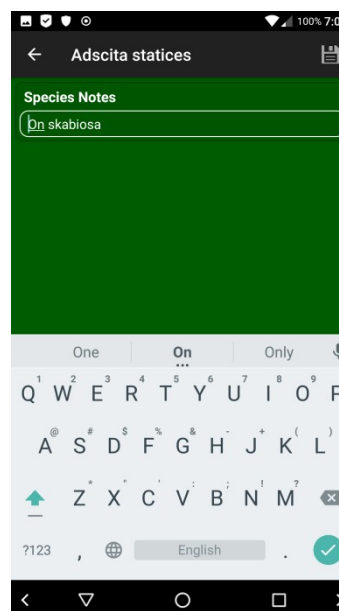 100% 7:0
Adscita statices
Species Notes
On skabiosa
One On Only
1 2 3 4 5 6 7 8 9
Q W E R T Y U I O P
@ # $ % & - + ( )
A S D F G H J K L
* " ' : ; ! ?
Z X C V B N M
?123 , English .